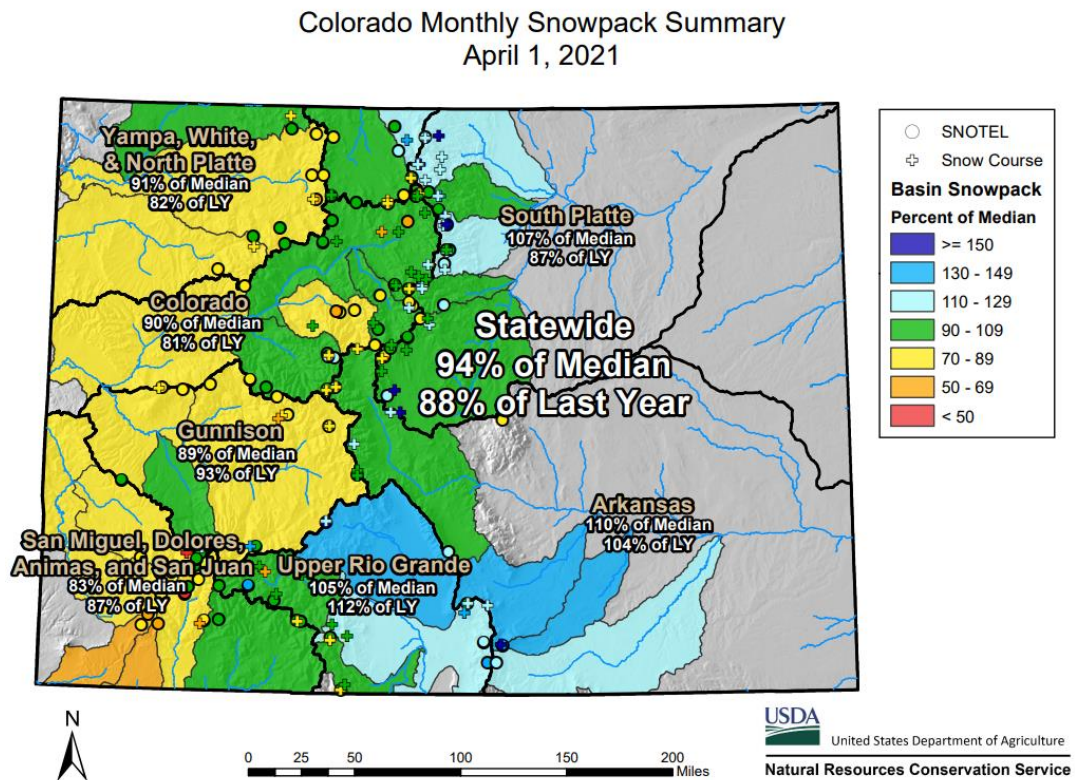 Colorado Monthly Snowpack Summary
April 1, 2021
Yampa, White,
& North Platte
91% of Median
82% of LY
South Platte
107% of Median
87% of LY
Colorado
90% of Median
81% of LY
Statewide
94% of Median
88% of Last Year
Gunnison
89% of Median
93% of LY
Arkansas
110% of Median
104% of LY
San Miguel, Dolores,
Animas, and San Juan
83% of Median
87% of LY
Upper Rio Grande
105% of Median
112% of LY
SNOTEL
Snow Course
Basin Snowpack
Percent of Median
>= 150
130 - 149
110 - 129
90 - 109
70 - 89
50 - 69
< 50
N
0 25 50 100 150 200
Miles
USDA
United States Department of Agriculture
Natural Resources Conservation Service